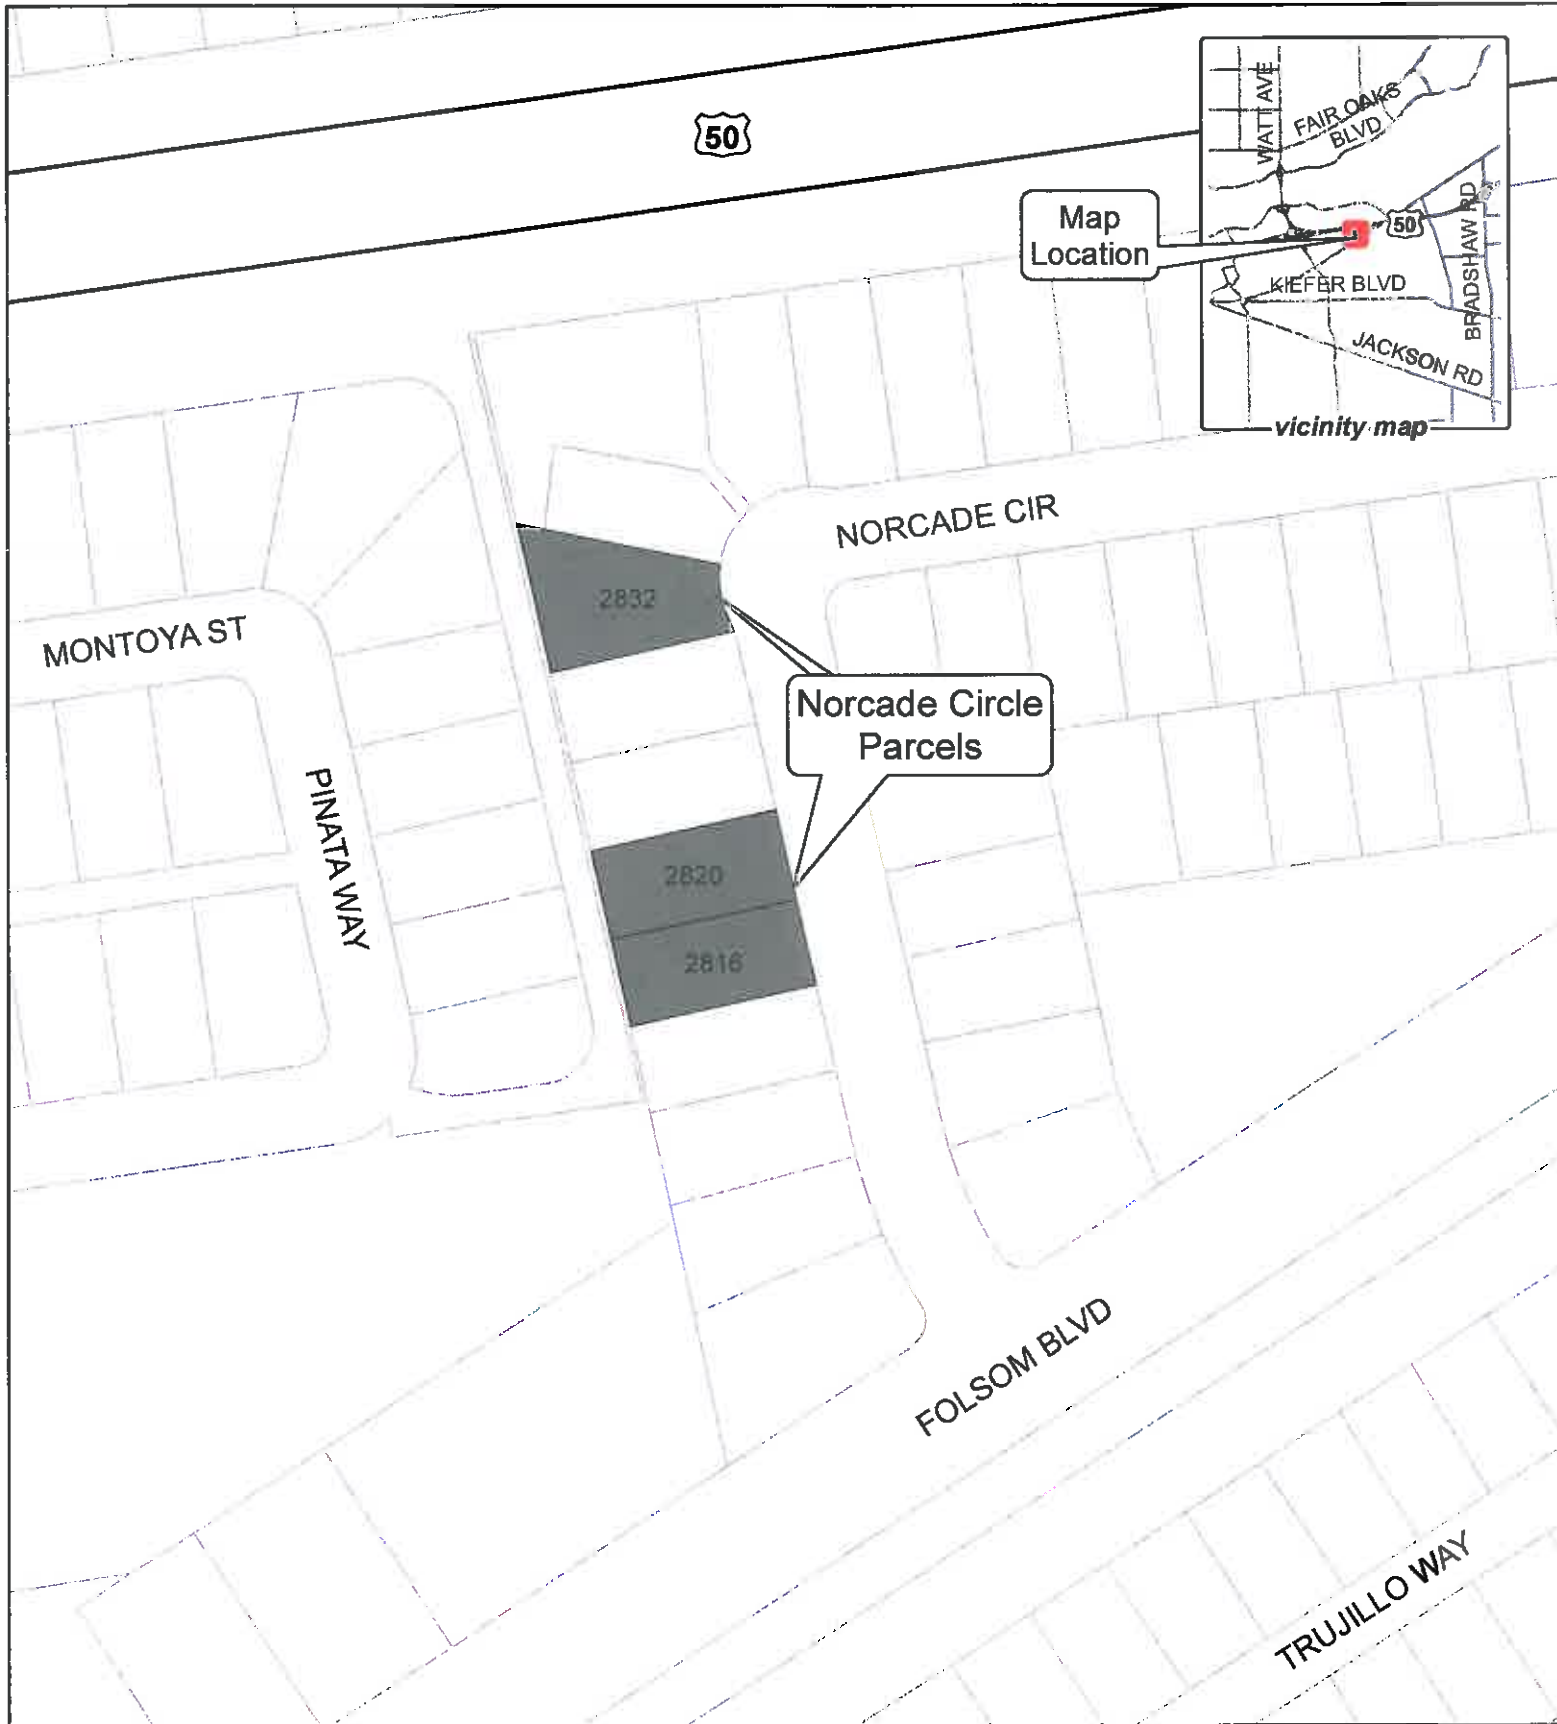 50
WATT AVE
FAIR OAKS
BLVD
50
BRADSHAW RD
KIEFER BLVD
JACKSON RD
vicinity map
Map
Location
NORCADE CIR
2832
MONTOYA ST
Norcade Circle
Parcels
PINATA WAY
2820
2816
FOLSOM BLVD
TRUJILLO WAY